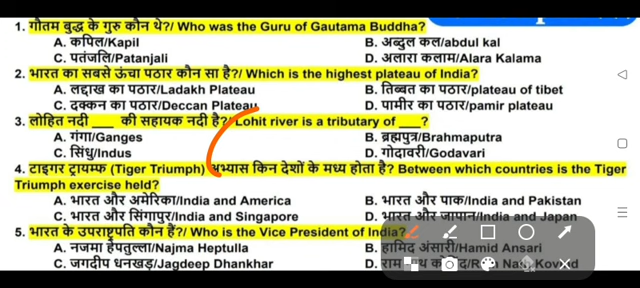 1. गौतम बुद्ध के गुरु कौन थे?/ Who was the Guru of Gautama Buddha?
A. कपिल/Kapil B. अब्दुल कल/abdul kal
C. पतंजलि/Patanjali D. अलारा कलाम/Alara Kalama
2. भारत का सबसे ऊंचा पठार कौन सा है?/ Which is the highest plateau of India?
A. लद्दाख का पठार/Ladakh Plateau B. तिब्बत का पठार/plateau of tibet
C. दक्कन का पठार/Deccan Plateau D. पामीर का पठार/pamir plateau
3. लोहित नदी ___ की सहायक नदी है?/ Lohit river is a tributary of ___?
A. गंगा/Ganges B. ब्रह्मपुत्र/Brahmaputra
C. सिंधु/Indus D. गोदावरी/Godavari
4. टाइगर ट्रायम्फ (Tiger Triumph) अभ्यास किन देशों के मध्य होता है? Between which countries is the Tiger
Triumph exercise held?
A. भारत और अमेरिका/India and America B. भारत और पाक/India and Pakistan
C. भारत और सिंगापुर/India and Singapore D. भारत और जापान/India and Japan
5. भारत के उपराष्ट्रपति कौन हैं?/ Who is the Vice President of India?
A. नजमा हेपतुल्ला/Najma Heptulla B. हामिद अंसारी/Hamid Ansari
C. जगदीप धनखड़/Jagdeep Dhankhar D. राम